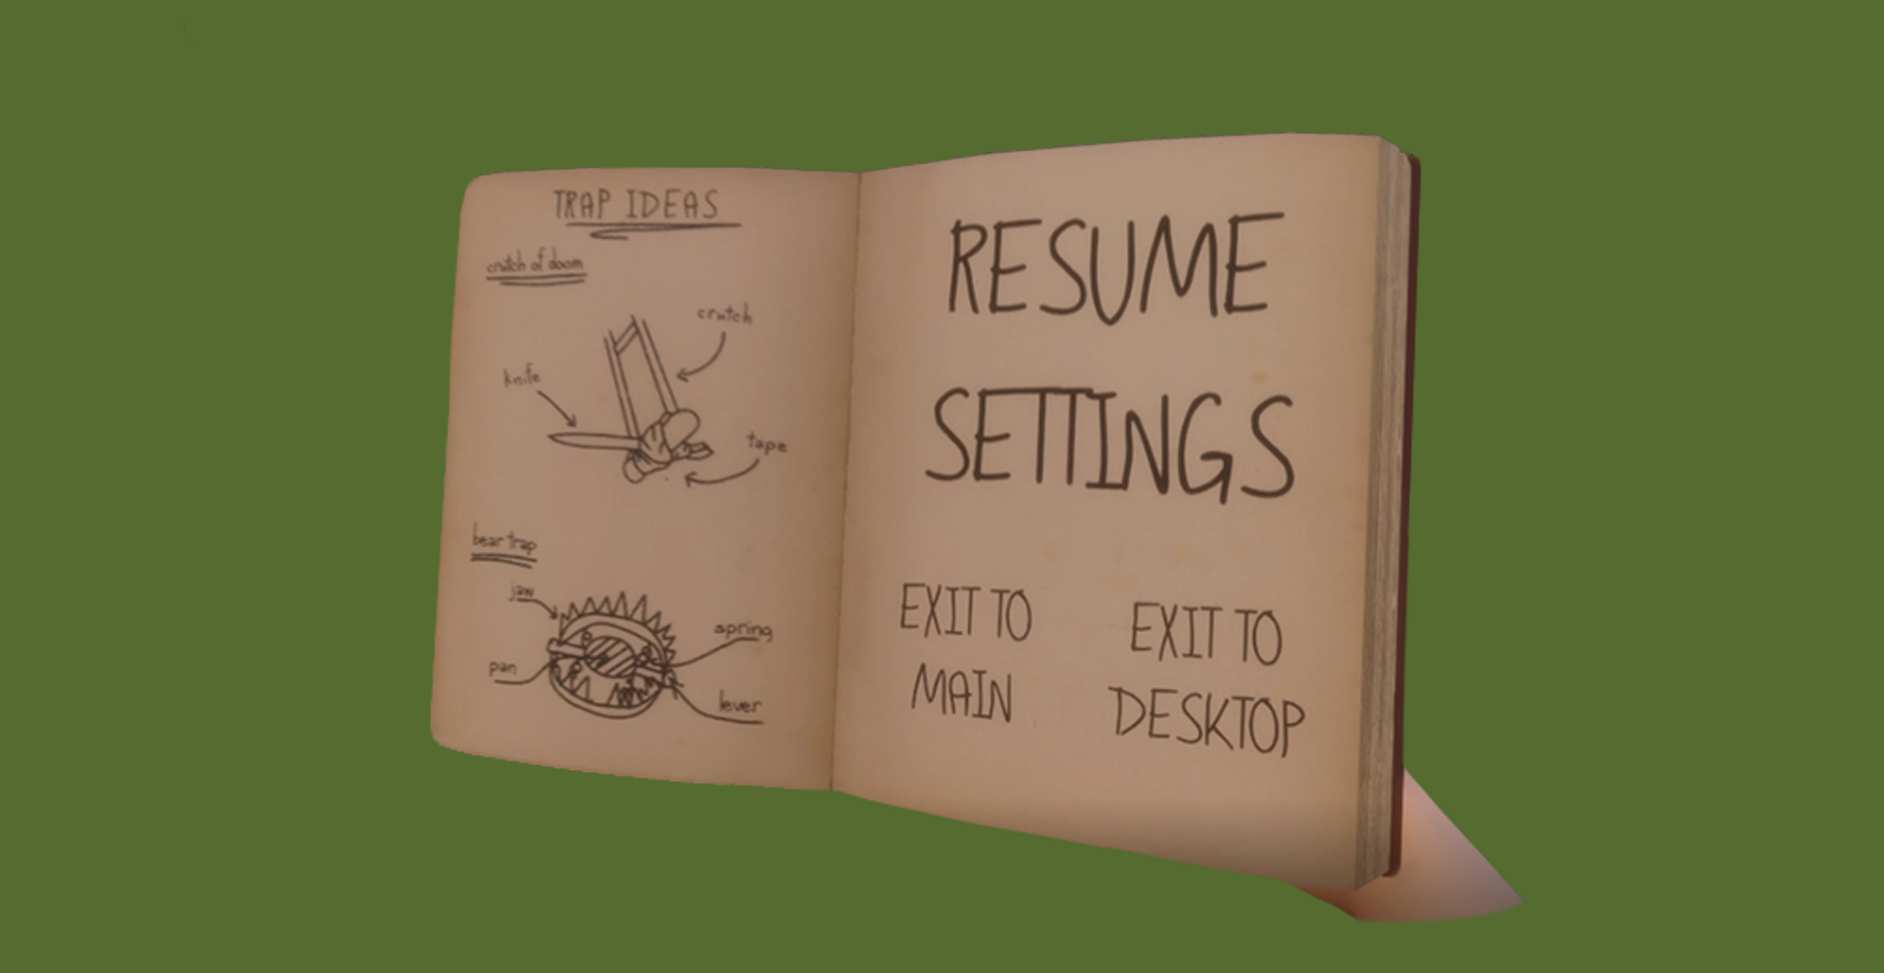 TRAP IDEAS
crutch of doom
crutch
knife
tape
bear trap
jaw
spring
pan
lever
RESUME
SETTINGS
EXIT TO
MAIN
EXIT TO
DESKTOP